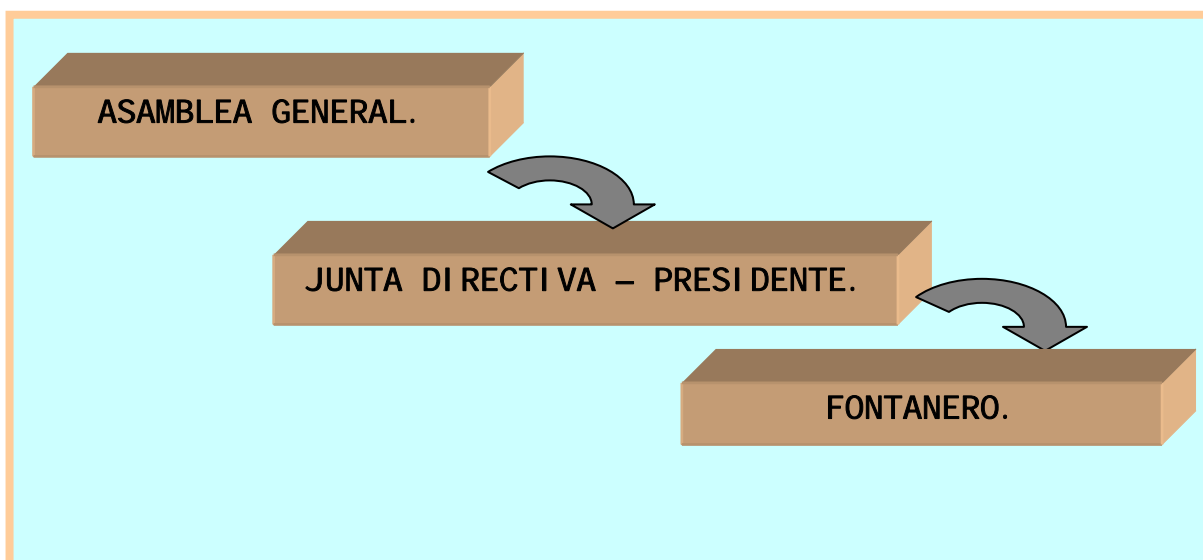 ASAMBLEA GENERAL.
JUNTA DIRECTIVA – PRESIDENTE.
FONTANERO.